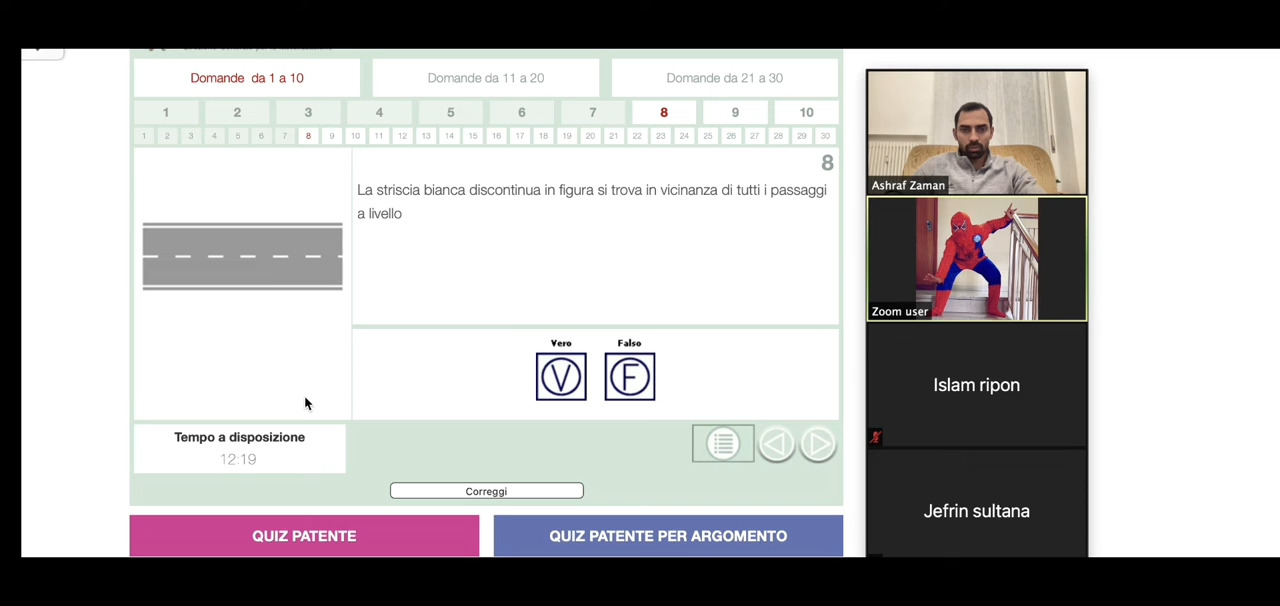 Domande da 1 a 10
Domande da 11 a 20
Domande da 21 a 30
1 2 3 4 5 6 7 8 9 10
1 2 3 4 5 6 7 8 9 10 11 12 13 14 15 16 17 18 19 20 21 22 23 24 25 26 27 28 29 30
8
La striscia bianca discontinua in figura si trova in vicinanza di tutti i passaggi
a livello
Vero
Falso
V
F
Tempo a disposizione
12:19
Correggi
QUIZ PATENTE
QUIZ PATENTE PER ARGOMENTO
Ashraf Zaman
Zoom user
Islam ripon
Jefrin sultana